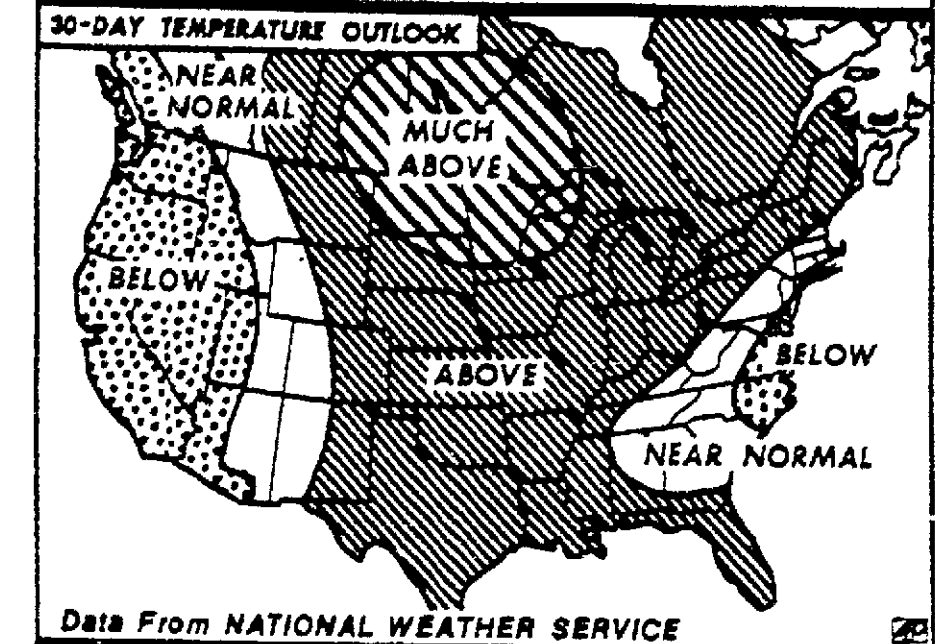 30-DAY TEMPERATURE OUTLOOK
NEAR
NORMAL
MUCH
ABOVE
BELOW
ABOVE
BELOW
NEAR NORMAL
Data From NATIONAL WEATHER SERVICE